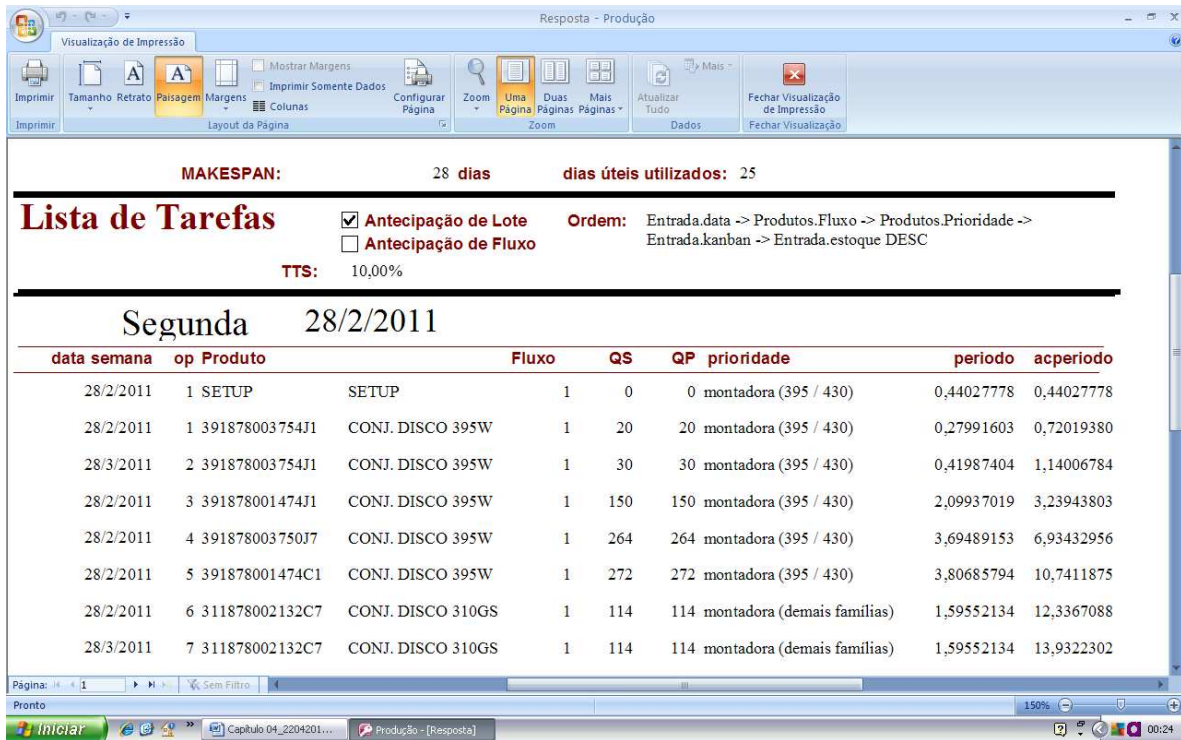 Resposta - Produção
Visualização de Impressão
Imprimir
Tamanho Retrato Paisagem Margens
Mostrar Margens
Imprimir Somente Dados
Colunas
Configurar Página
Zoom
Uma Página
Duas Páginas
Mais Páginas
Atualizar Tudo
Mais
Fechar Visualização de Impressão
Imprimir
Layout da Página
Zoom
Dados
Fechar Visualização
MAKESPAN: 28 dias dias úteis utilizados: 25
Lista de Tarefas
Antecipação de Lote
Antecipação de Fluxo
Ordem: Entrada.data -> Produtos.Fluxo -> Produtos.Prioridade ->
Entrada.kanban -> Entrada.estoque DESC
TTS: 10,00%
Segunda 28/2/2011
data semana op Produto Fluxo QS QP prioridade periodo acperiodo
28/2/2011 1 SETUP SETUP 1 0 0 montadora (395 / 430) 0,44027778 0,44027778
28/2/2011 1 391878003754J1 CONJ. DISCO 395W 1 20 20 montadora (395 / 430) 0,27991603 0,72019380
28/3/2011 2 391878003754J1 CONJ. DISCO 395W 1 30 30 montadora (395 / 430) 0,41987404 1,14006784
28/2/2011 3 391878001474J1 CONJ. DISCO 395W 1 150 150 montadora (395 / 430) 2,09937019 3,23943803
28/2/2011 4 391878003750J7 CONJ. DISCO 395W 1 264 264 montadora (395 / 430) 3,69489153 6,93432956
28/2/2011 5 391878001474C1 CONJ. DISCO 395W 1 272 272 montadora (395 / 430) 3,80685794 10,7411875
28/2/2011 6 311878002132C7 CONJ. DISCO 310GS 1 114 114 montadora (demais famílias) 1,59552134 12,3367088
28/3/2011 7 311878002132C7 CONJ. DISCO 310GS 1 114 114 montadora (demais famílias) 1,59552134 13,9322302
Página: 1 Sem Filtro
Pronto 150%
Iniciar Capítulo 04_2204201... Produção - [Resposta] 00:24